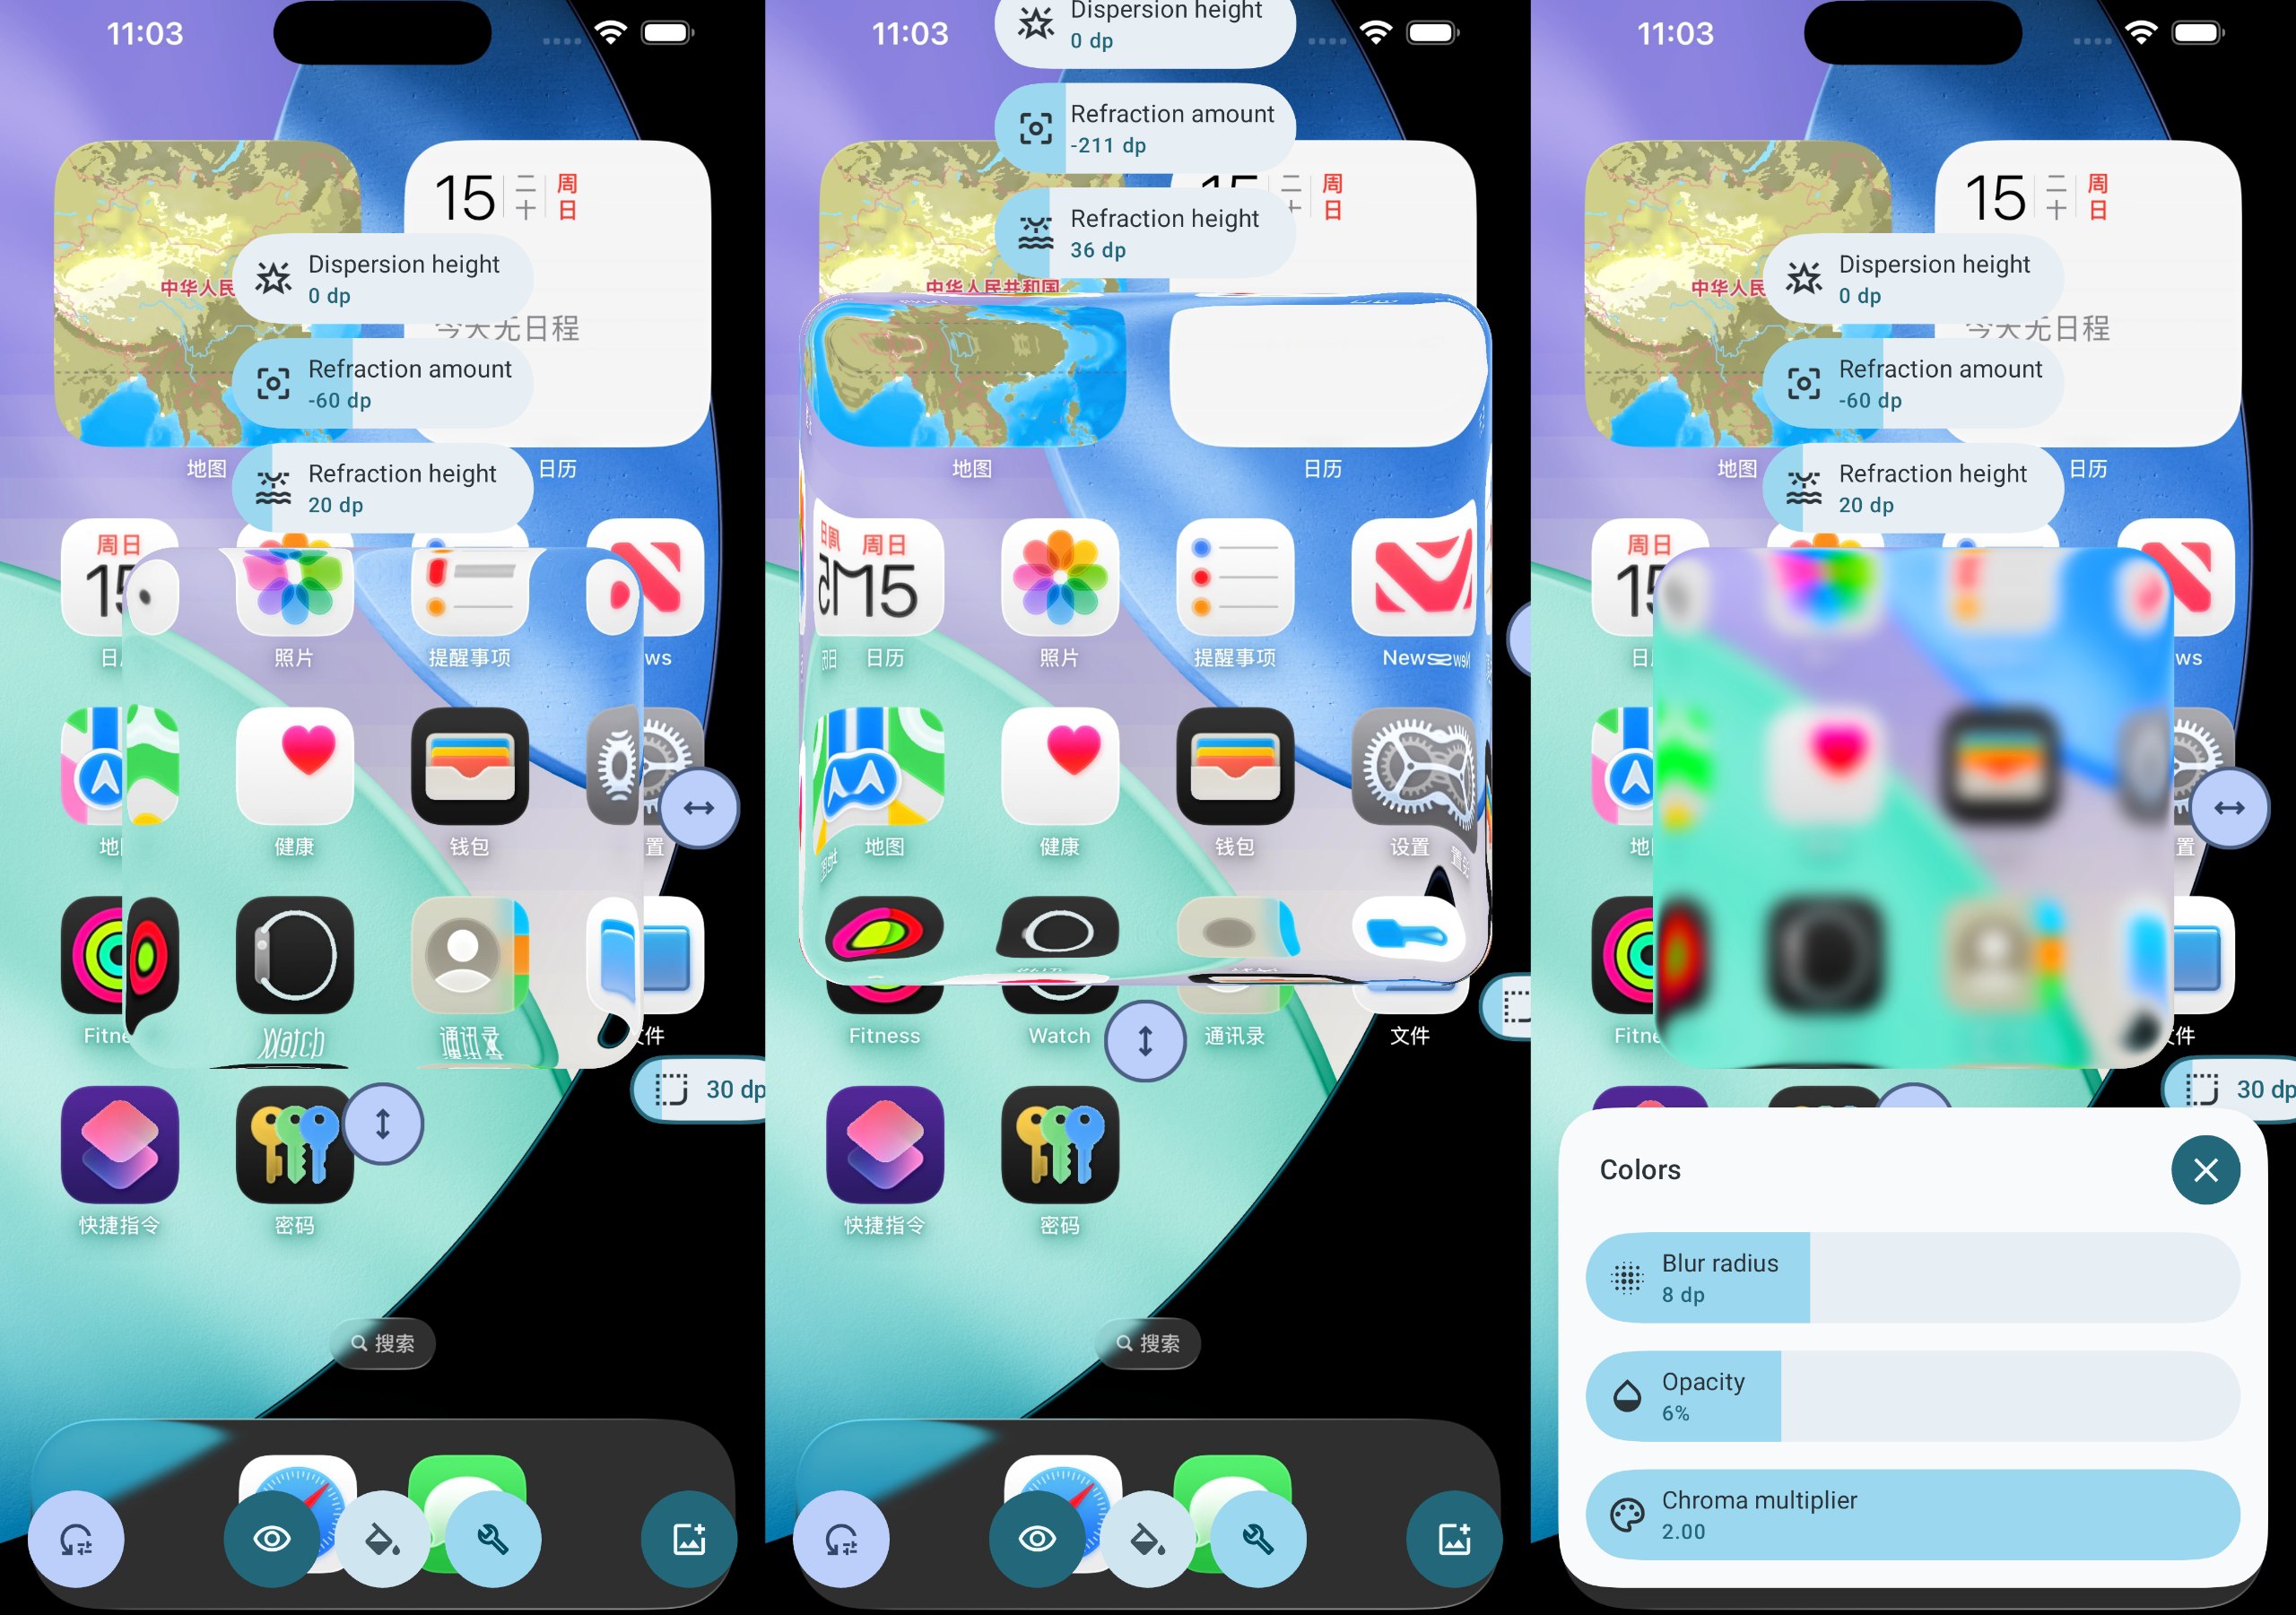 11:03
15
二十
周日
中华人民
Dispersion height
0 dp
今天无日程
Refraction amount
-60 dp
地图
日历
Refraction height
20 dp
周日
15
照片
提醒事项
ws
健康
钱包
置
Watch
通讯录
件
30 dp
快捷指令
密码
搜索
11:03
Dispersion height
0 dp
Refraction amount
-211 dp
15
二十
周日
Refraction height
36 dp
中华人民共和国
地图
日历
周日
15
日历
照片
提醒事项
News
地图
健康
钱包
设置
Fitness
Watch
通讯录
文件
快捷指令
密码
搜索
11:03
15
二十
周日
中华人民
Dispersion height
0 dp
今天无日程
Refraction amount
-60 dp
地图
日历
Refraction height
20 dp
周日
15
ws
置
件
30 dp
Colors
Blur radius
8 dp
Opacity
6%
Chroma multiplier
2.00